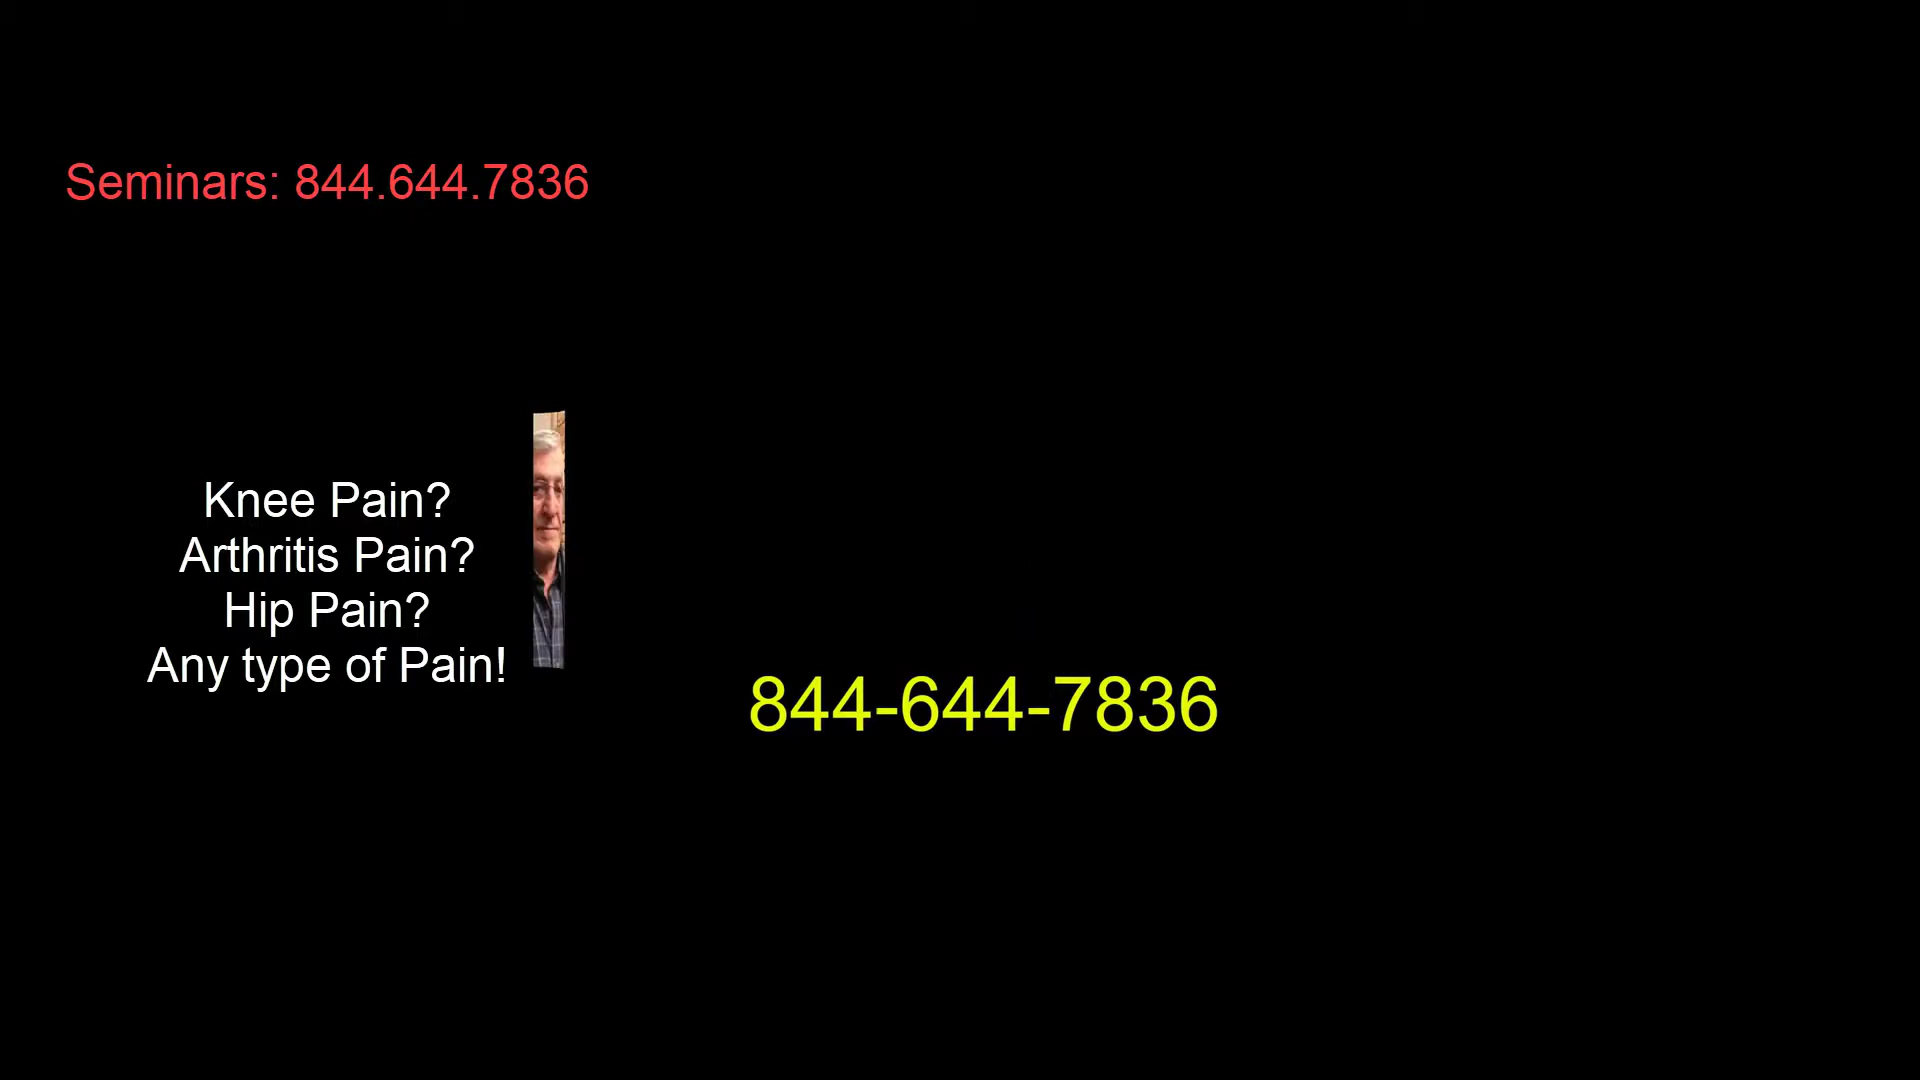 Seminars: 844.644.7836
Knee Pain?
Arthritis Pain?
Hip Pain?
Any type of Pain!
844-644-7836